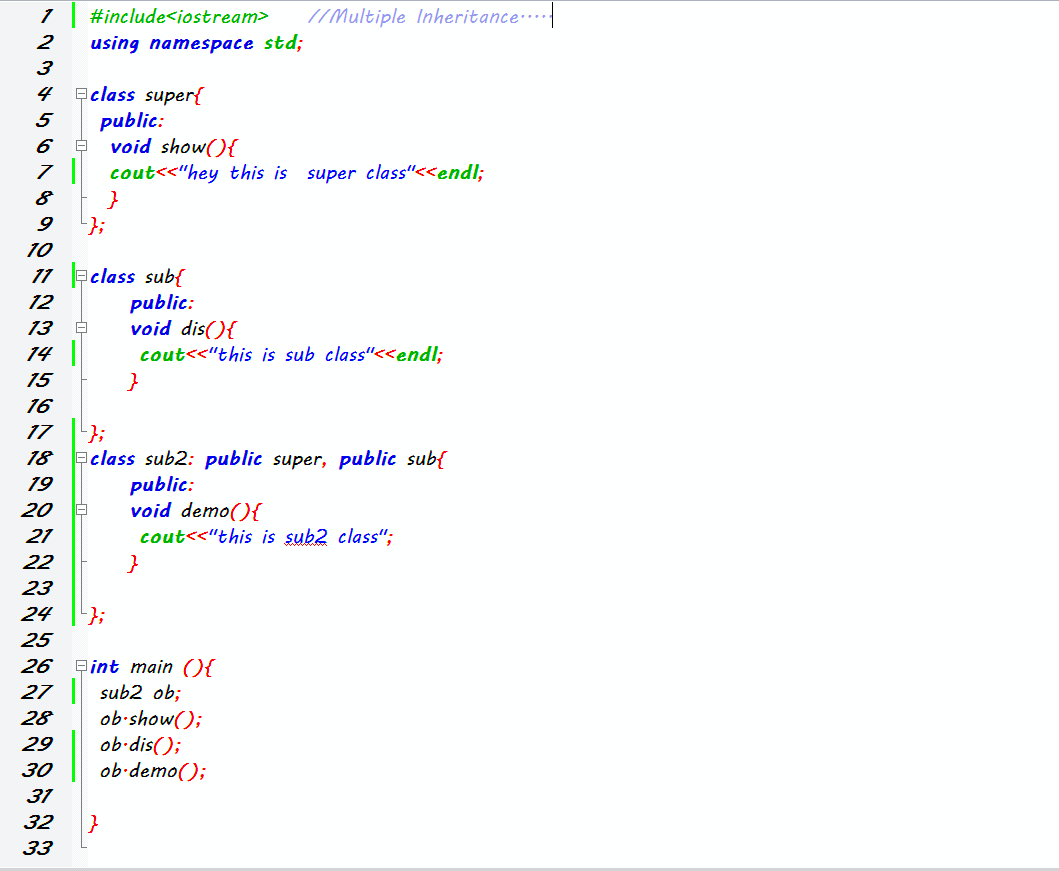 1 #include<iostream> //Multiple Inheritance.....
2 using namespace std;
3
4 class super{
5 public:
6 void show(){
7 cout<<"hey this is  super class"<<endl;
8 }
9 };
10
11 class sub{
12 public:
13 void dis(){
14 cout<<"this is sub class"<<endl;
15 }
16
17 };
18 class sub2: public super, public sub{
19 public:
20 void demo(){
21 cout<<"this is sub2 class";
22 }
23
24 };
25
26 int main (){
27 sub2 ob;
28 ob.show();
29 ob.dis();
30 ob.demo();
31
32 }
33